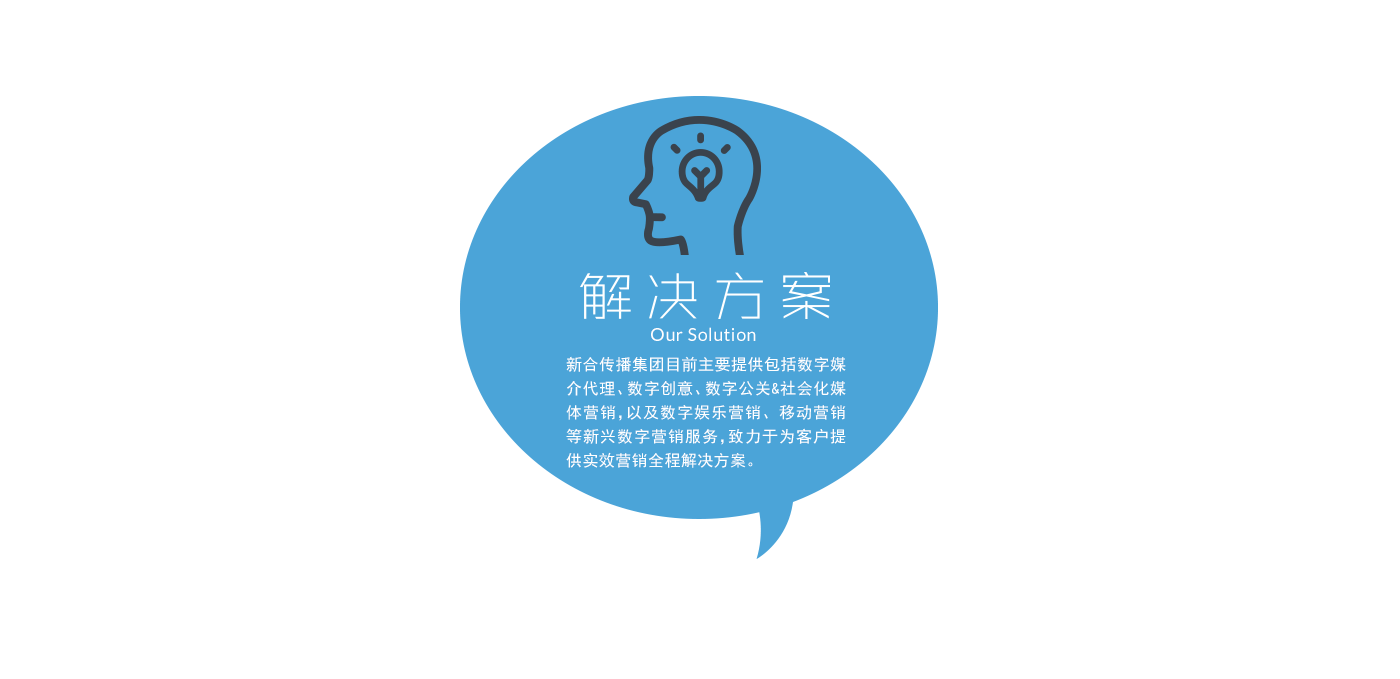 解决方案
Our Solution
新合传播集团目前主要提供包括数字媒
介代理、数字创意、数字公关&社会化媒
体营销,以及数字娱乐营销、移动营销
等新兴数字营销服务,致力于为客户提
供实效营销全程解决方案。